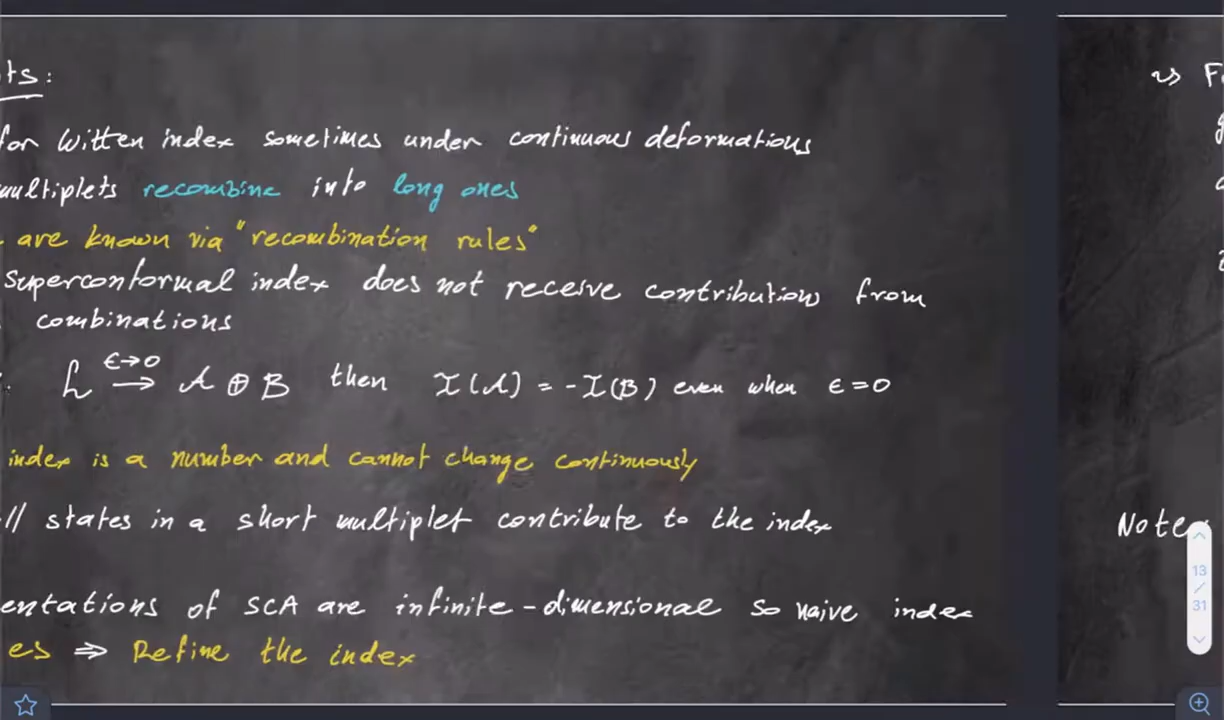 ts:
for Witten index sometimes under continuous deformations
multiplets recombine into long ones
are known via "recombination rules"
superconformal index does not receive contributions from
combinations
L ε→0 → A ⊕ B then I(A) = -I(B) even when ε=0
index is a number and cannot change continuously
ll states in a short multiplet contribute to the index
entations of SCA are infinite-dimensional so naive index
es ⇒ Refine the index
⇝ F
Note
13
/
31